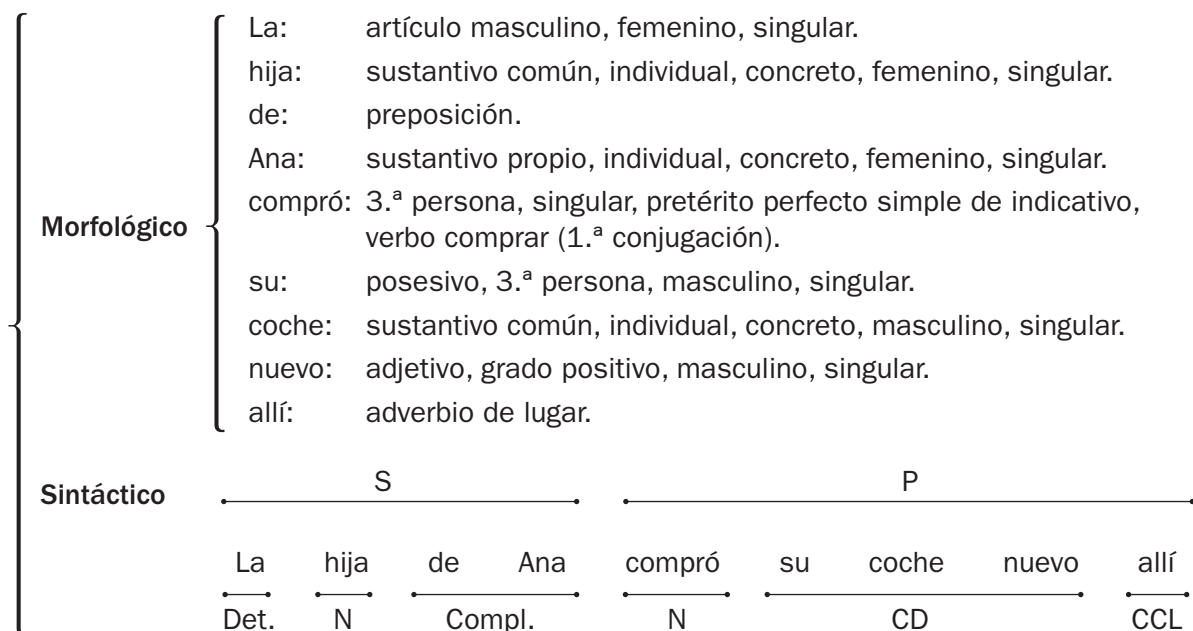 La: artículo masculino, femenino, singular.
hija: sustantivo común, individual, concreto, femenino, singular.
de: preposición.
Ana: sustantivo propio, individual, concreto, femenino, singular.
compró: 3.ª persona, singular, pretérito perfecto simple de indicativo,
verbo comprar (1.ª conjugación).
Morfológico
su: posesivo, 3.ª persona, masculino, singular.
coche: sustantivo común, individual, concreto, masculino, singular.
nuevo: adjetivo, grado positivo, masculino, singular.
allí: adverbio de lugar.
Sintáctico
S P
La hija de Ana compró su coche nuevo allí
Det. N Compl. N CD CCL